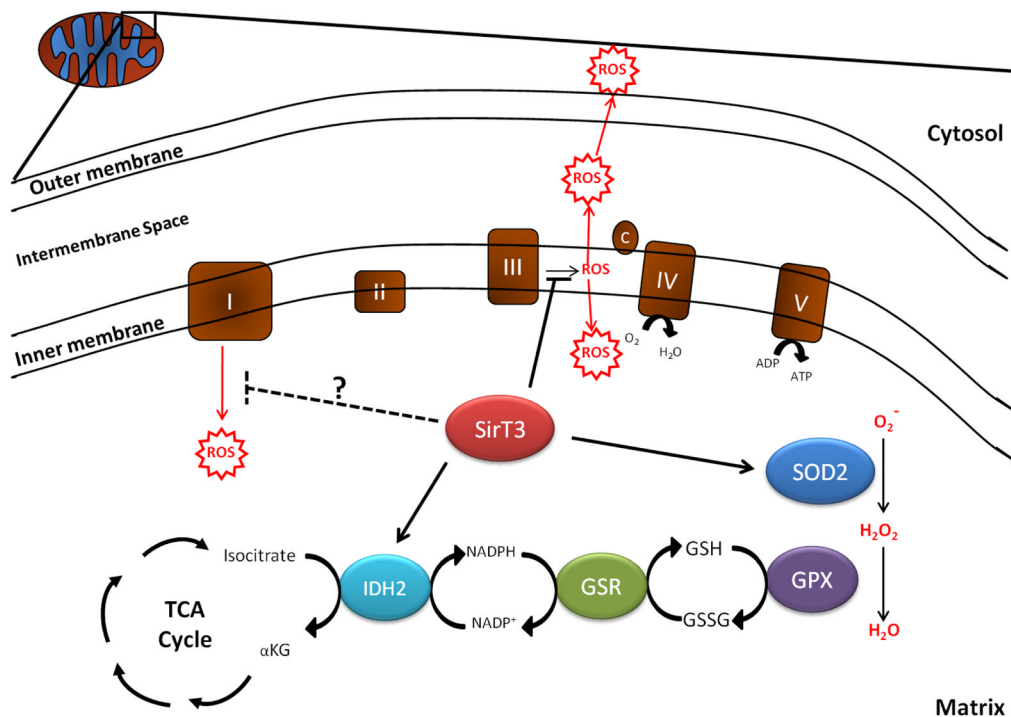 ROS
Cytosol
Outer membrane
ROS
Intermembrane Space
C
III
ROS
IV
I
II
V
Inner membrane
O₂
H₂O
ROS
ADP
ATP
?
SirT3
O₂⁻
ROS
SOD2
H₂O₂
Isocitrate
NADPH
GSH
IDH2
GSR
GPX
TCA
Cycle
NADP⁺
GSSG
H₂O
αKG
Matrix